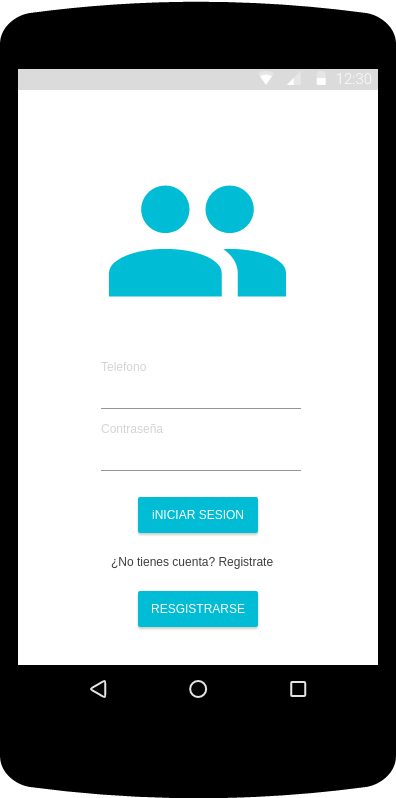 12:30
Telefono
Contraseña
iNICIAR SESION
¿No tienes cuenta? Registrate
RESGISTRARSE